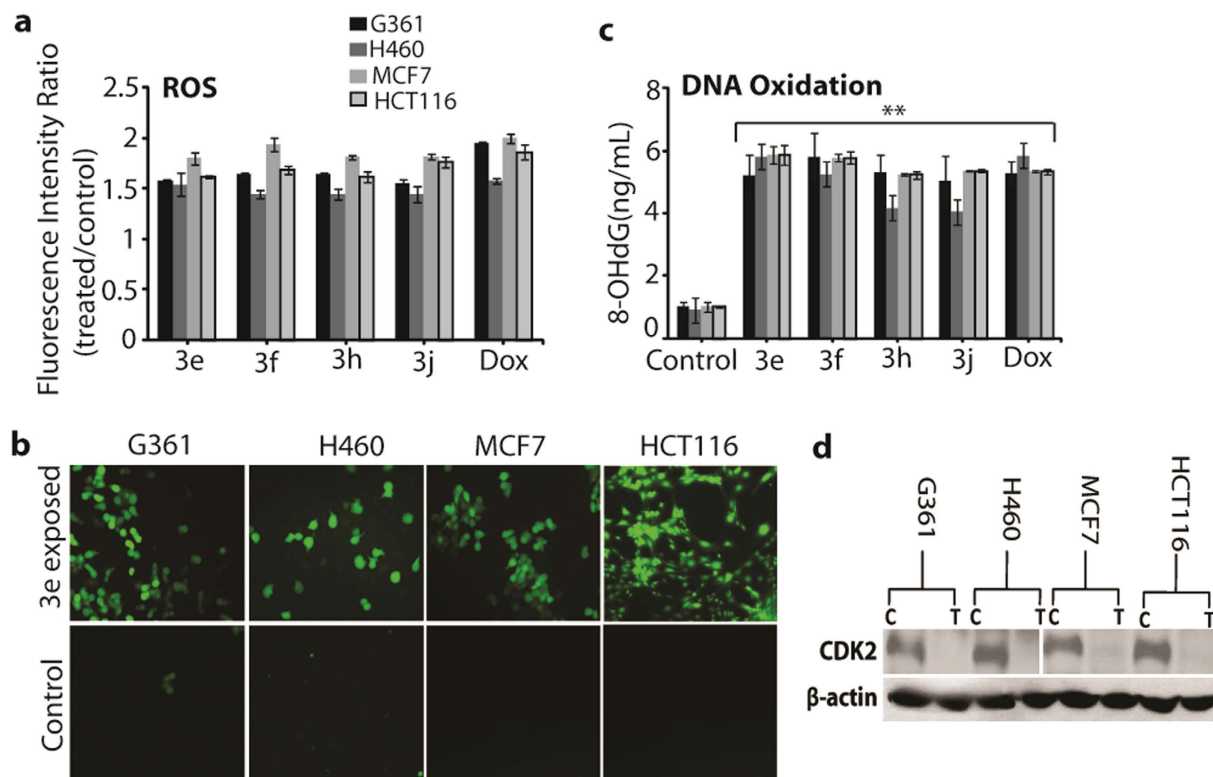 a
G361
H460
MCF7
HCT116
ROS
Fluorescence Intensity Ratio
(treated/control)
2.5
2
1.5
1
0.5
0
3e 3f 3h 3j Dox
c
DNA Oxidation
**
8-OHdG(ng/mL)
8
6
4
2
0
Control 3e 3f 3h 3j Dox
b
G361 H460 MCF7 HCT116
3e exposed
Control
d
G361 H460 MCF7 HCT116
C T C T C T C T
CDK2
β-actin